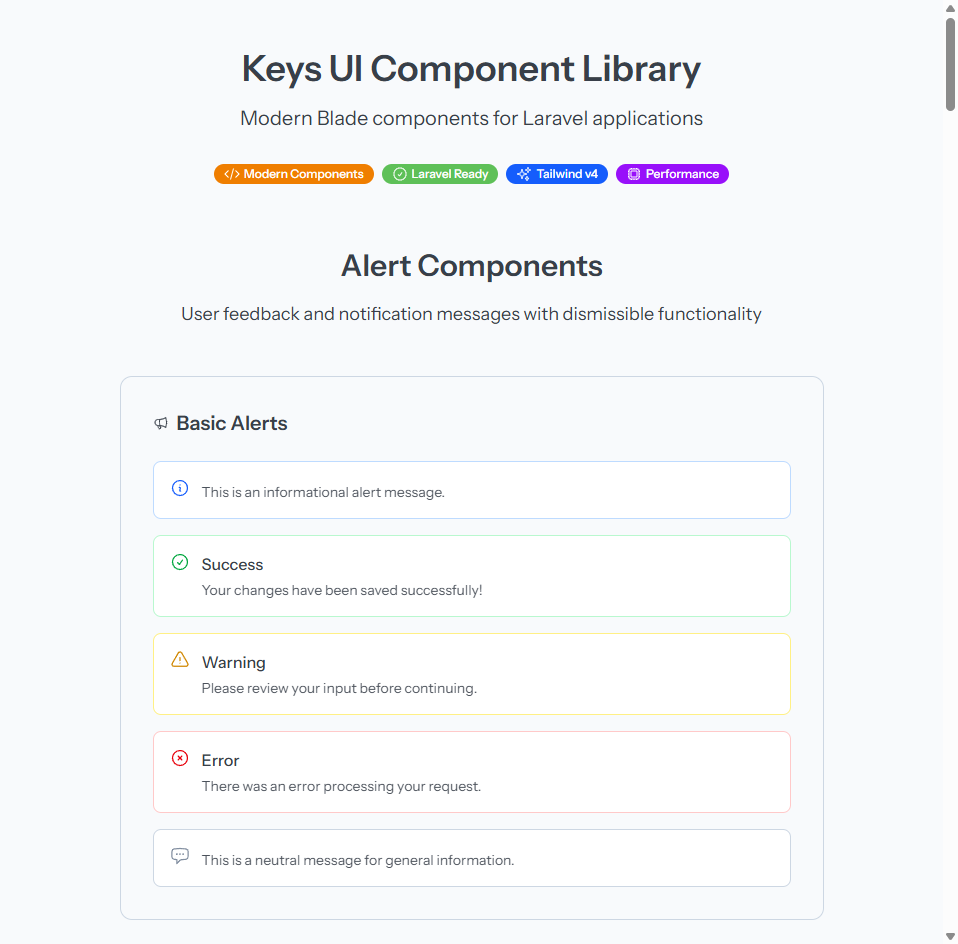 Keys UI Component Library
Modern Blade components for Laravel applications
</> Modern Components Laravel Ready Tailwind v4 Performance
Alert Components
User feedback and notification messages with dismissible functionality
Basic Alerts
This is an informational alert message.
Success
Your changes have been saved successfully!
Warning
Please review your input before continuing.
Error
There was an error processing your request.
This is a neutral message for general information.